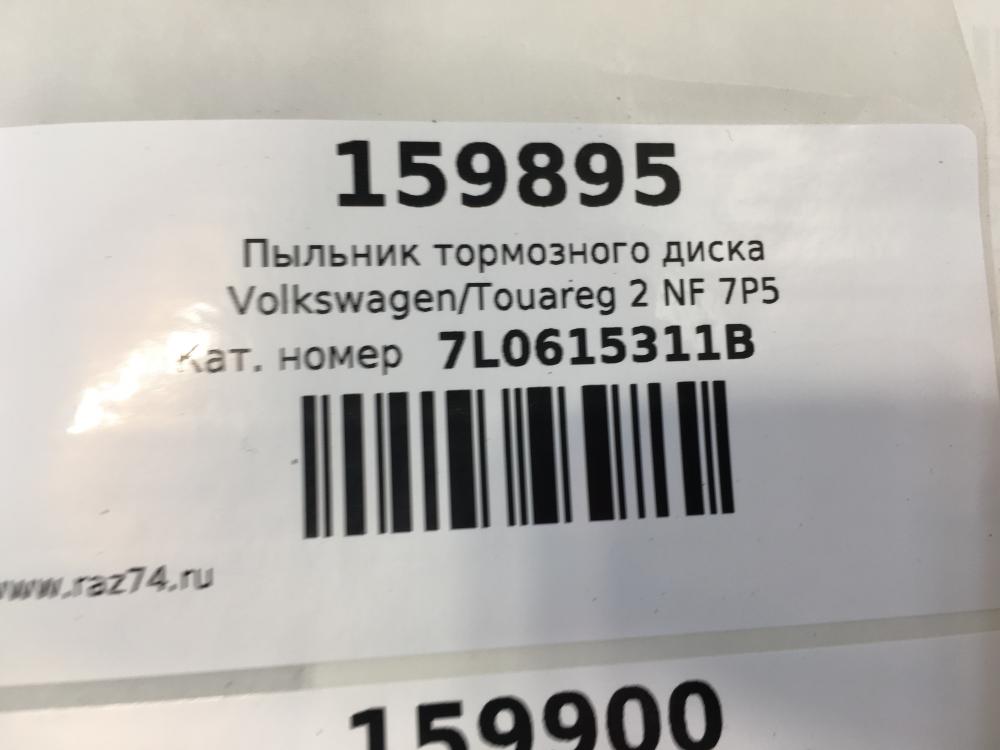 159895
Пыльник тормозного диска
Volkswagen/Touareg 2 NF 7P5
Кат. номер 7L0615311B
www.raz74.ru
159900